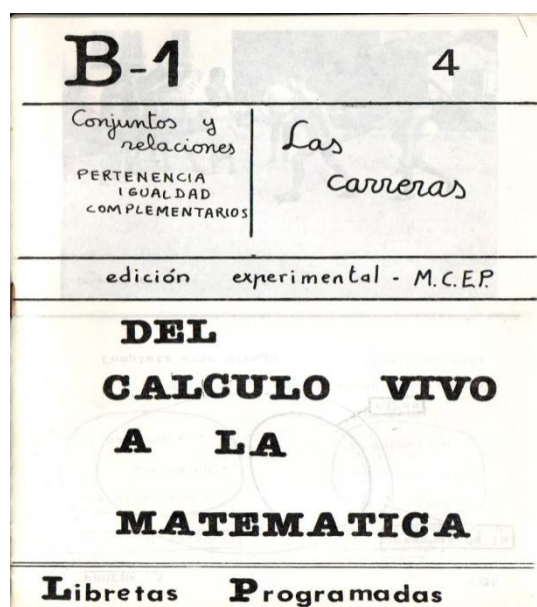 B-1 4
Conjuntos y
relaciones
PERTENENCIA
IGUALDAD
COMPLEMENTARIOS
Las
carreras
edición experimental - M.C.E.P.
DEL
CALCULO VIVO
A LA
MATEMATICA
Libretas Programadas